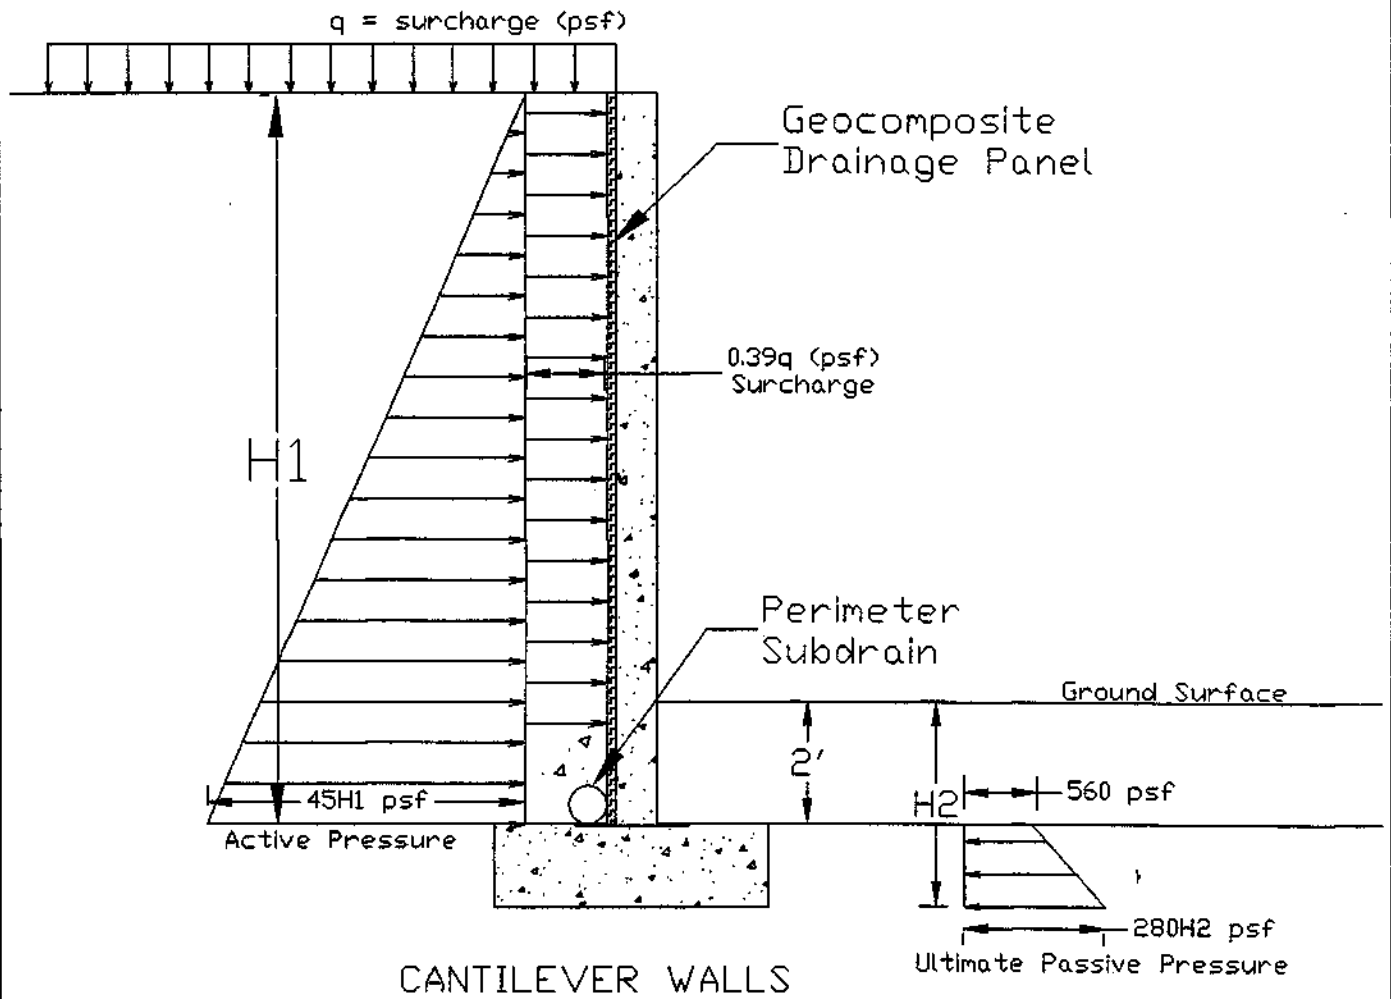 q = surcharge (psf)
Geocomposite
Drainage Panel
0.39q (psf)
Surcharge
H1
Perimeter
Subdrain
Ground Surface
2'
H2
560 psf
45H1 psf
Active Pressure
280H2 psf
Ultimate Passive Pressure
CANTILEVER WALLS